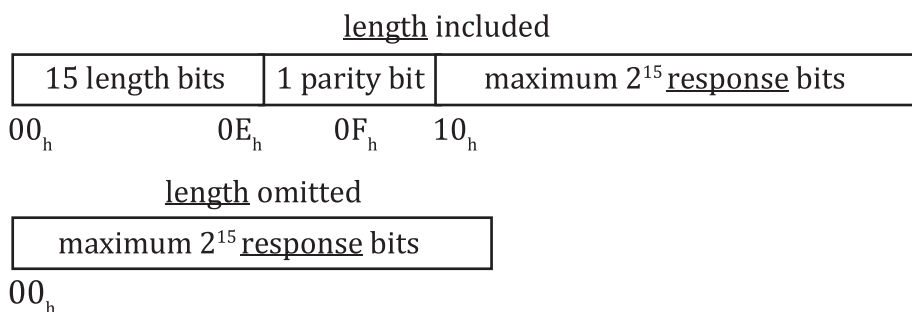 length included
15 length bits 1 parity bit maximum 2¹⁵ response bits
00ₕ 0Eₕ 0Fₕ 10ₕ
length omitted
maximum 2¹⁵ response bits
00ₕ